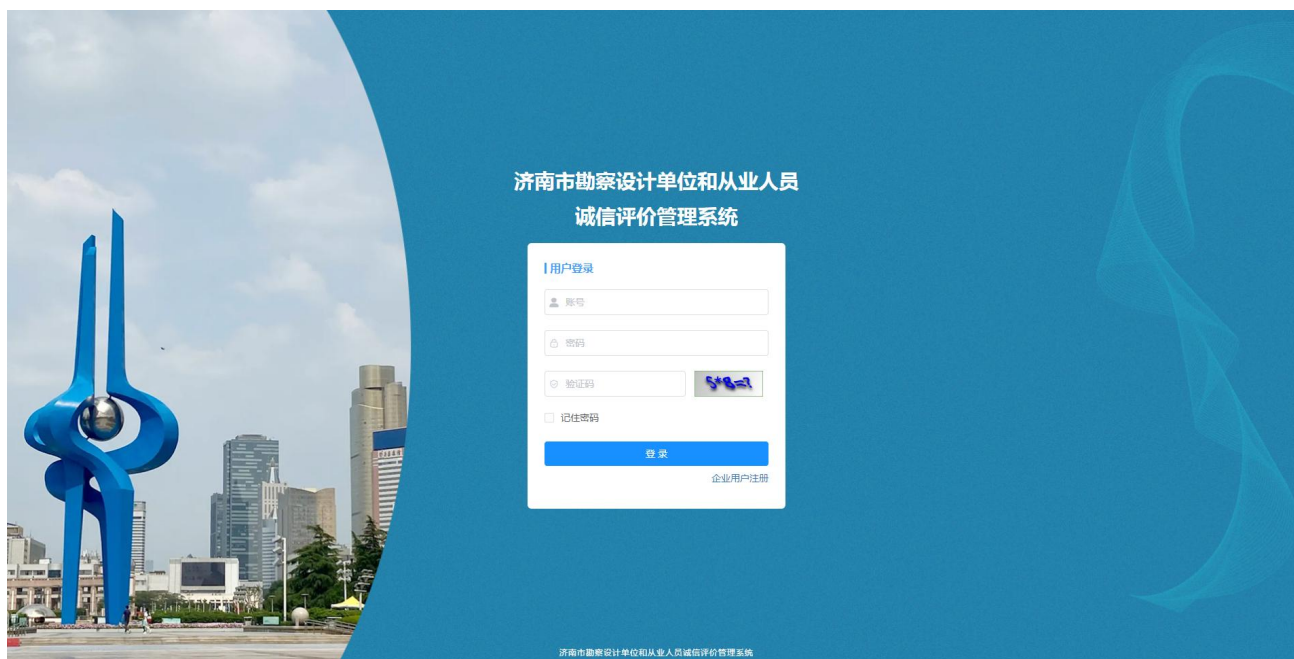 济南市勘察设计单位和从业人员
诚信评价管理系统
用户登录
账号
密码
验证码
5*8=?
记住密码
登 录
企业用户注册
济南市勘察设计单位和从业人员诚信评价管理系统